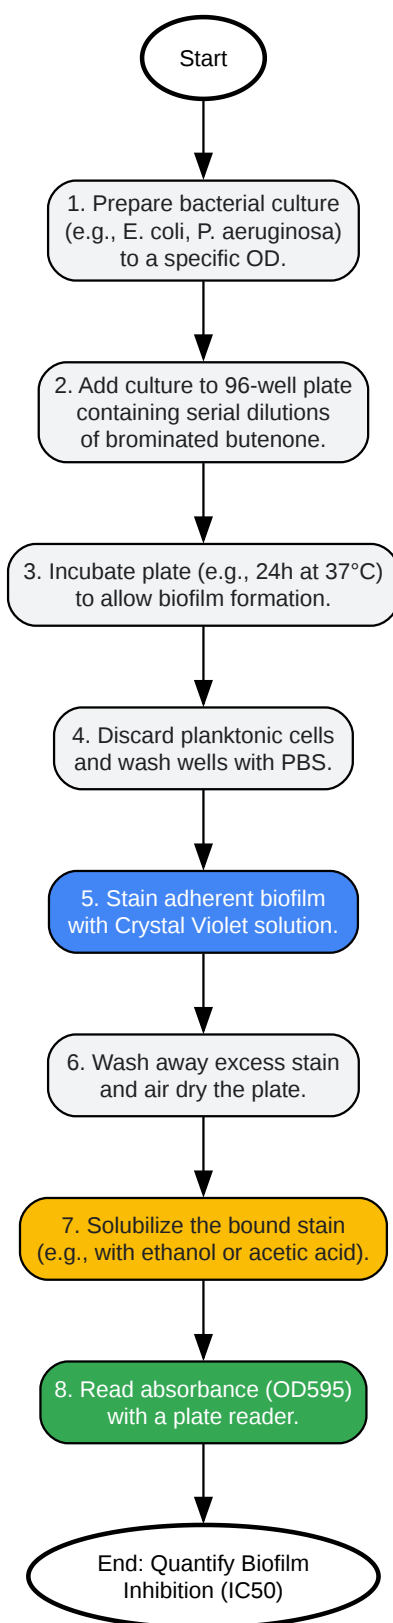 Start
1. Prepare bacterial culture
(e.g., E. coli, P. aeruginosa)
to a specific OD.
2. Add culture to 96-well plate
containing serial dilutions
of brominated butenone.
3. Incubate plate (e.g., 24h at 37°C)
to allow biofilm formation.
4. Discard planktonic cells
and wash wells with PBS.
5. Stain adherent biofilm
with Crystal Violet solution.
6. Wash away excess stain
and air dry the plate.
7. Solubilize the bound stain
(e.g., with ethanol or acetic acid).
8. Read absorbance (OD595)
with a plate reader.
End: Quantify Biofilm
Inhibition (IC50)